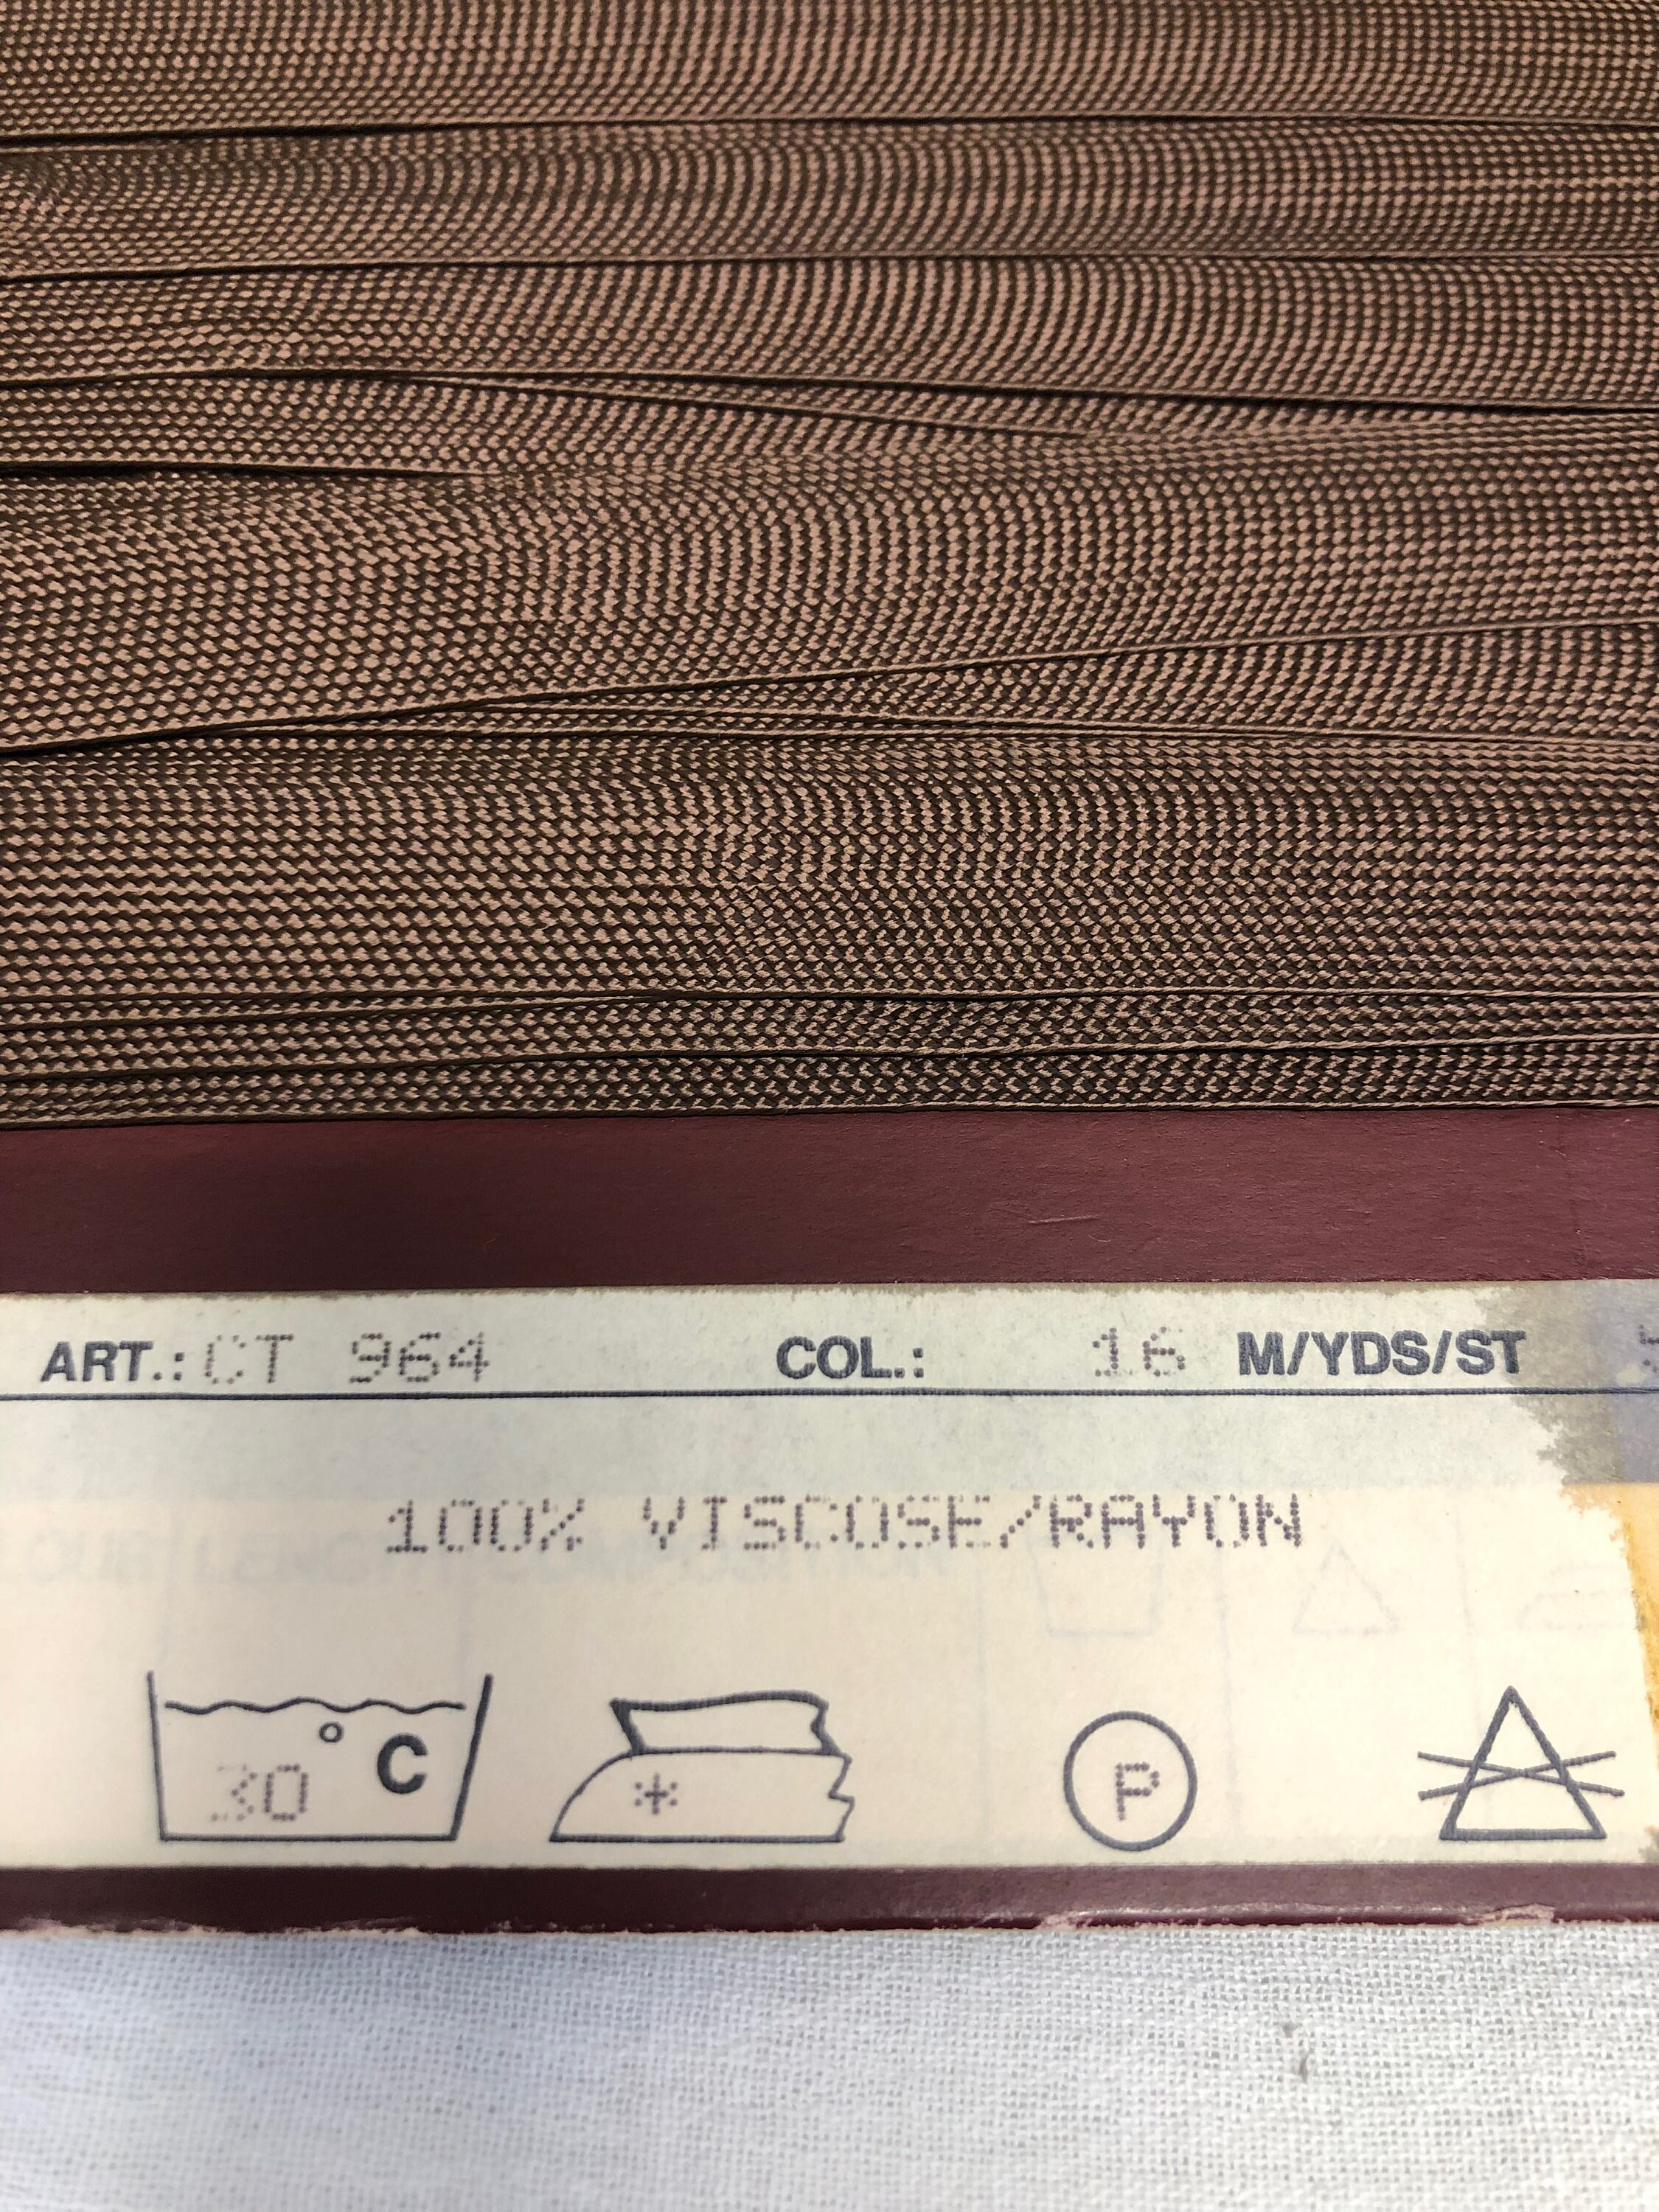 ART.: CT 964 COL.: 16 M/YDS/ST
100% VISCOSE/RAYON
30 ° C * P